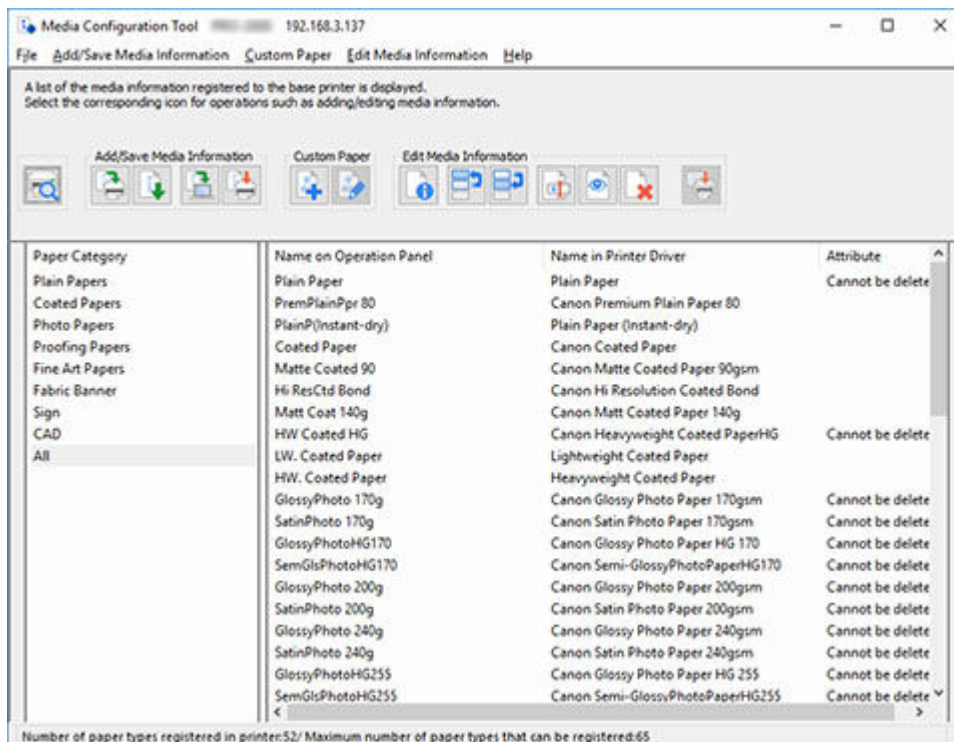 Media Configuration Tool 192.168.3.137
File Add/Save Media Information Custom Paper Edit Media Information Help
A list of the media information registered to the base printer is displayed.
Select the corresponding icon for operations such as adding/editing media information.
Add/Save Media Information Custom Paper Edit Media Information
Paper Category
Plain Papers
Coated Papers
Photo Papers
Proofing Papers
Fine Art Papers
Fabric Banner
Sign
CAD
All
Name on Operation Panel Name in Printer Driver Attribute
Plain Paper Plain Paper Cannot be delete
PremPlainPpr 80 Canon Premium Plain Paper 80
PlainP(Instant-dry) Plain Paper (Instant-dry)
Coated Paper Canon Coated Paper
Matte Coated 90 Canon Matte Coated Paper 90gsm
Hi ResCtd Bond Canon Hi Resolution Coated Bond
Matt Coat 140g Canon Matt Coated Paper 140g
HW Coated HG Canon Heavyweight Coated PaperHG Cannot be delete
LW. Coated Paper Lightweight Coated Paper
HW. Coated Paper Heavyweight Coated Paper
GlossyPhoto 170g Canon Glossy Photo Paper 170gsm Cannot be delete
SatinPhoto 170g Canon Satin Photo Paper 170gsm Cannot be delete
GlossyPhotoHG170 Canon Glossy Photo Paper HG 170 Cannot be delete
SemGlsPhotoHG170 Canon Semi-GlossyPhotoPaperHG170 Cannot be delete
GlossyPhoto 200g Canon Glossy Photo Paper 200gsm Cannot be delete
SatinPhoto 200g Canon Satin Photo Paper 200gsm Cannot be delete
GlossyPhoto 240g Canon Glossy Photo Paper 240gsm Cannot be delete
SatinPhoto 240g Canon Satin Photo Paper 240gsm Cannot be delete
GlossyPhotoHG255 Canon Glossy Photo Paper HG 255 Cannot be delete
SemGlsPhotoHG255 Canon Semi-GlossyPhotoPaperHG255 Cannot be delete
Number of paper types registered in printer:52/ Maximum number of paper types that can be registered:65